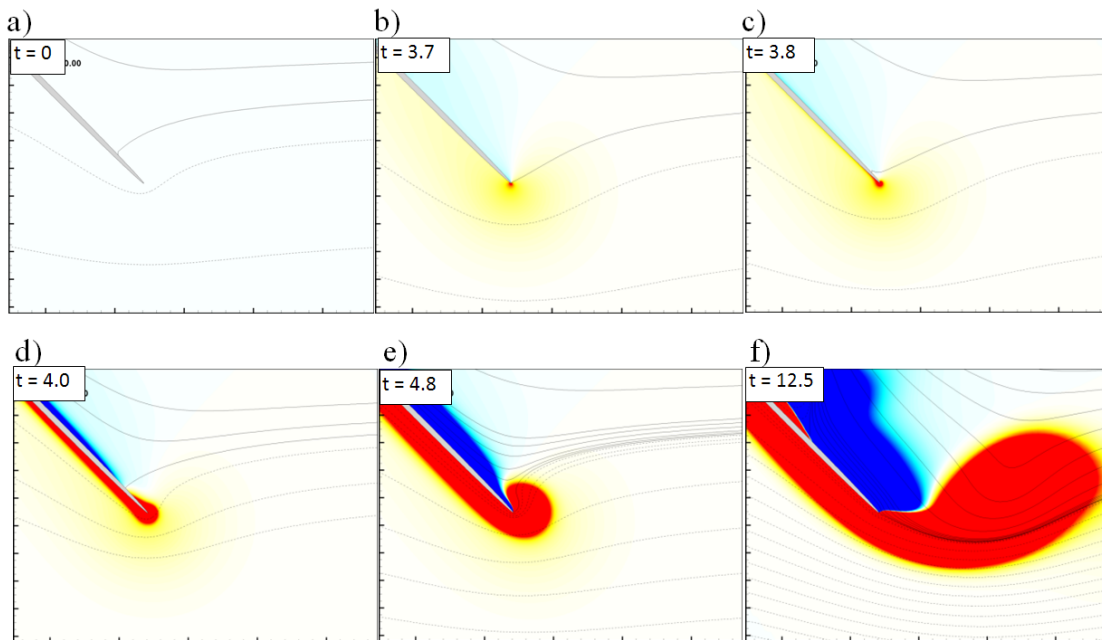 a)
t = 0
0.00
b)
t= 3.7
c)
t= 3.8
d)
t = 4.0
e)
t = 4.8
f)
t = 12.5